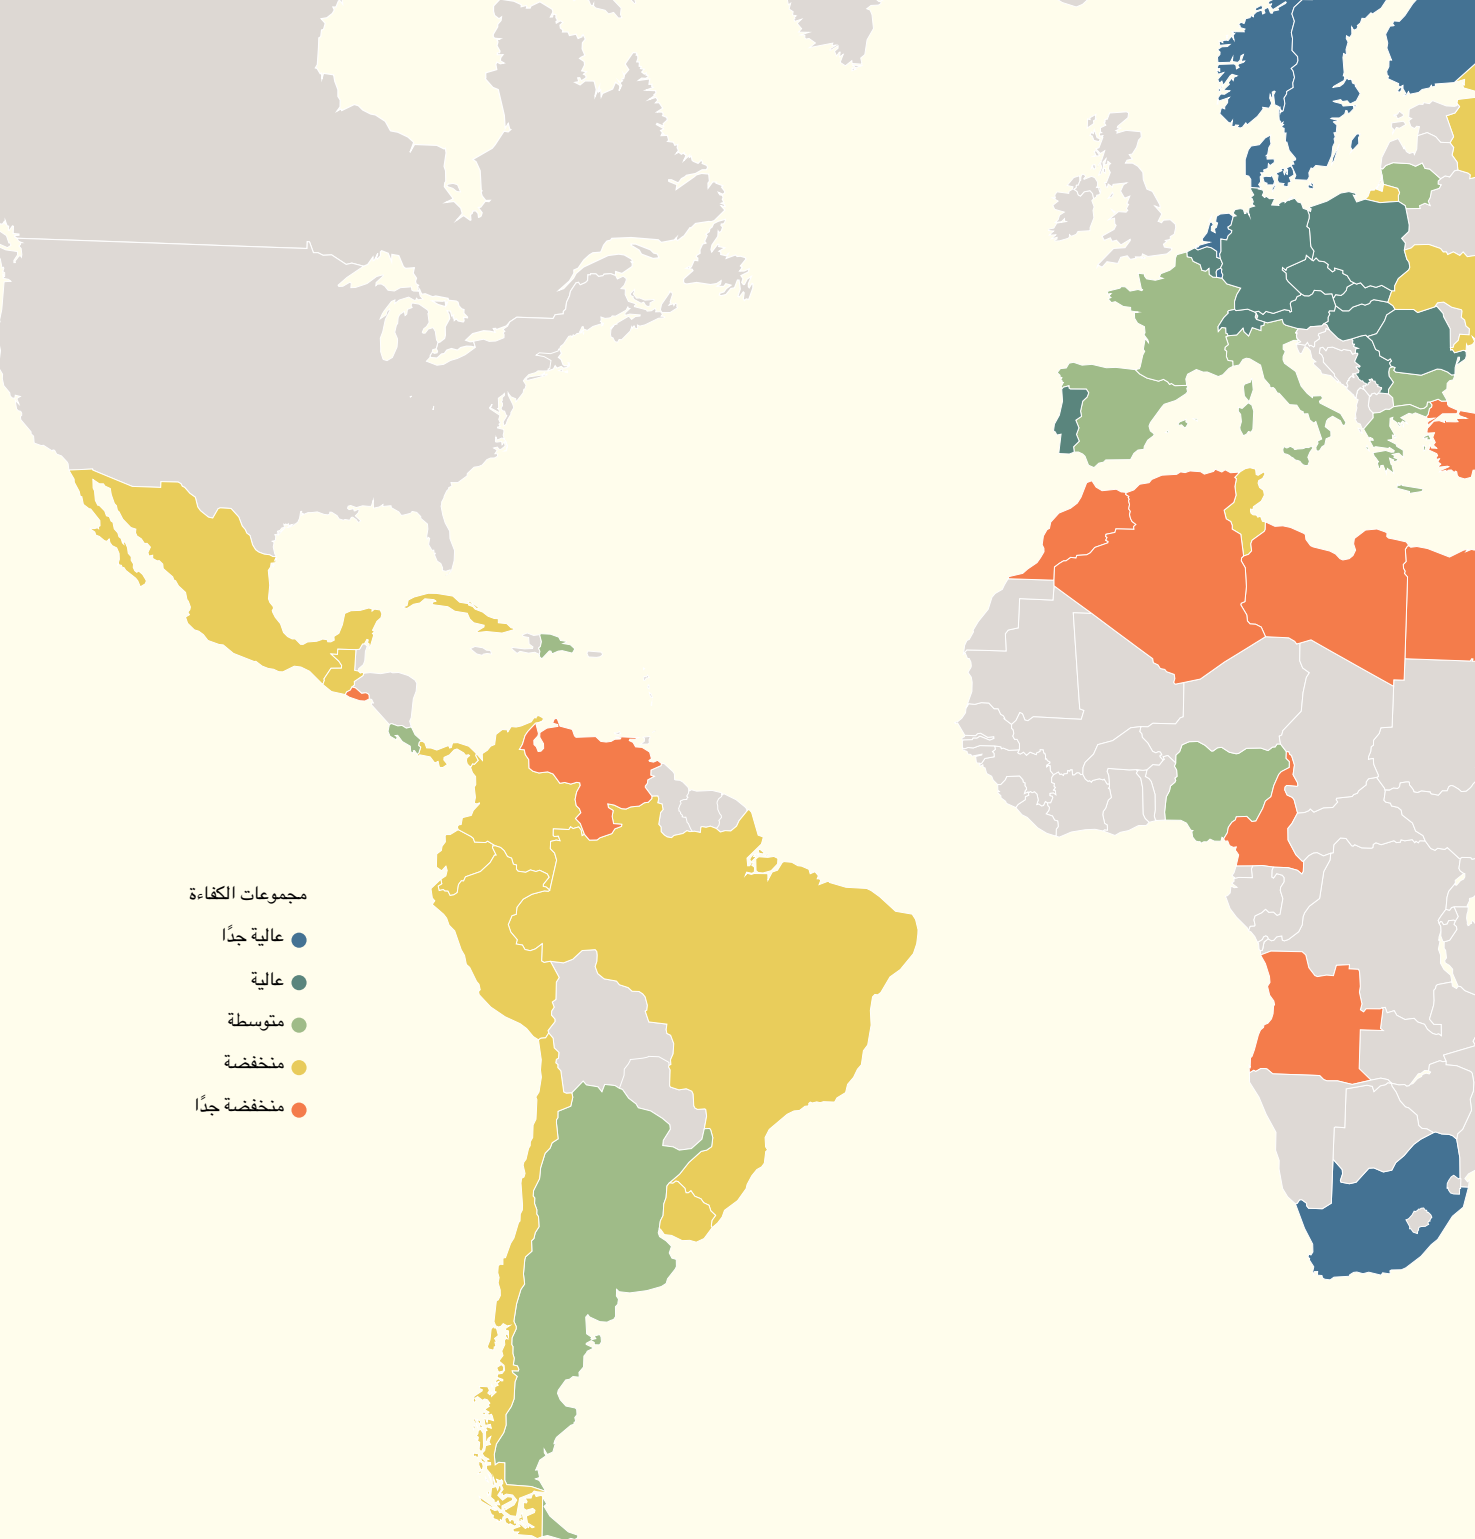 مجموعات الكفاءة
عالية جدًا
عالية
متوسطة
منخفضة
منخفضة جدًا